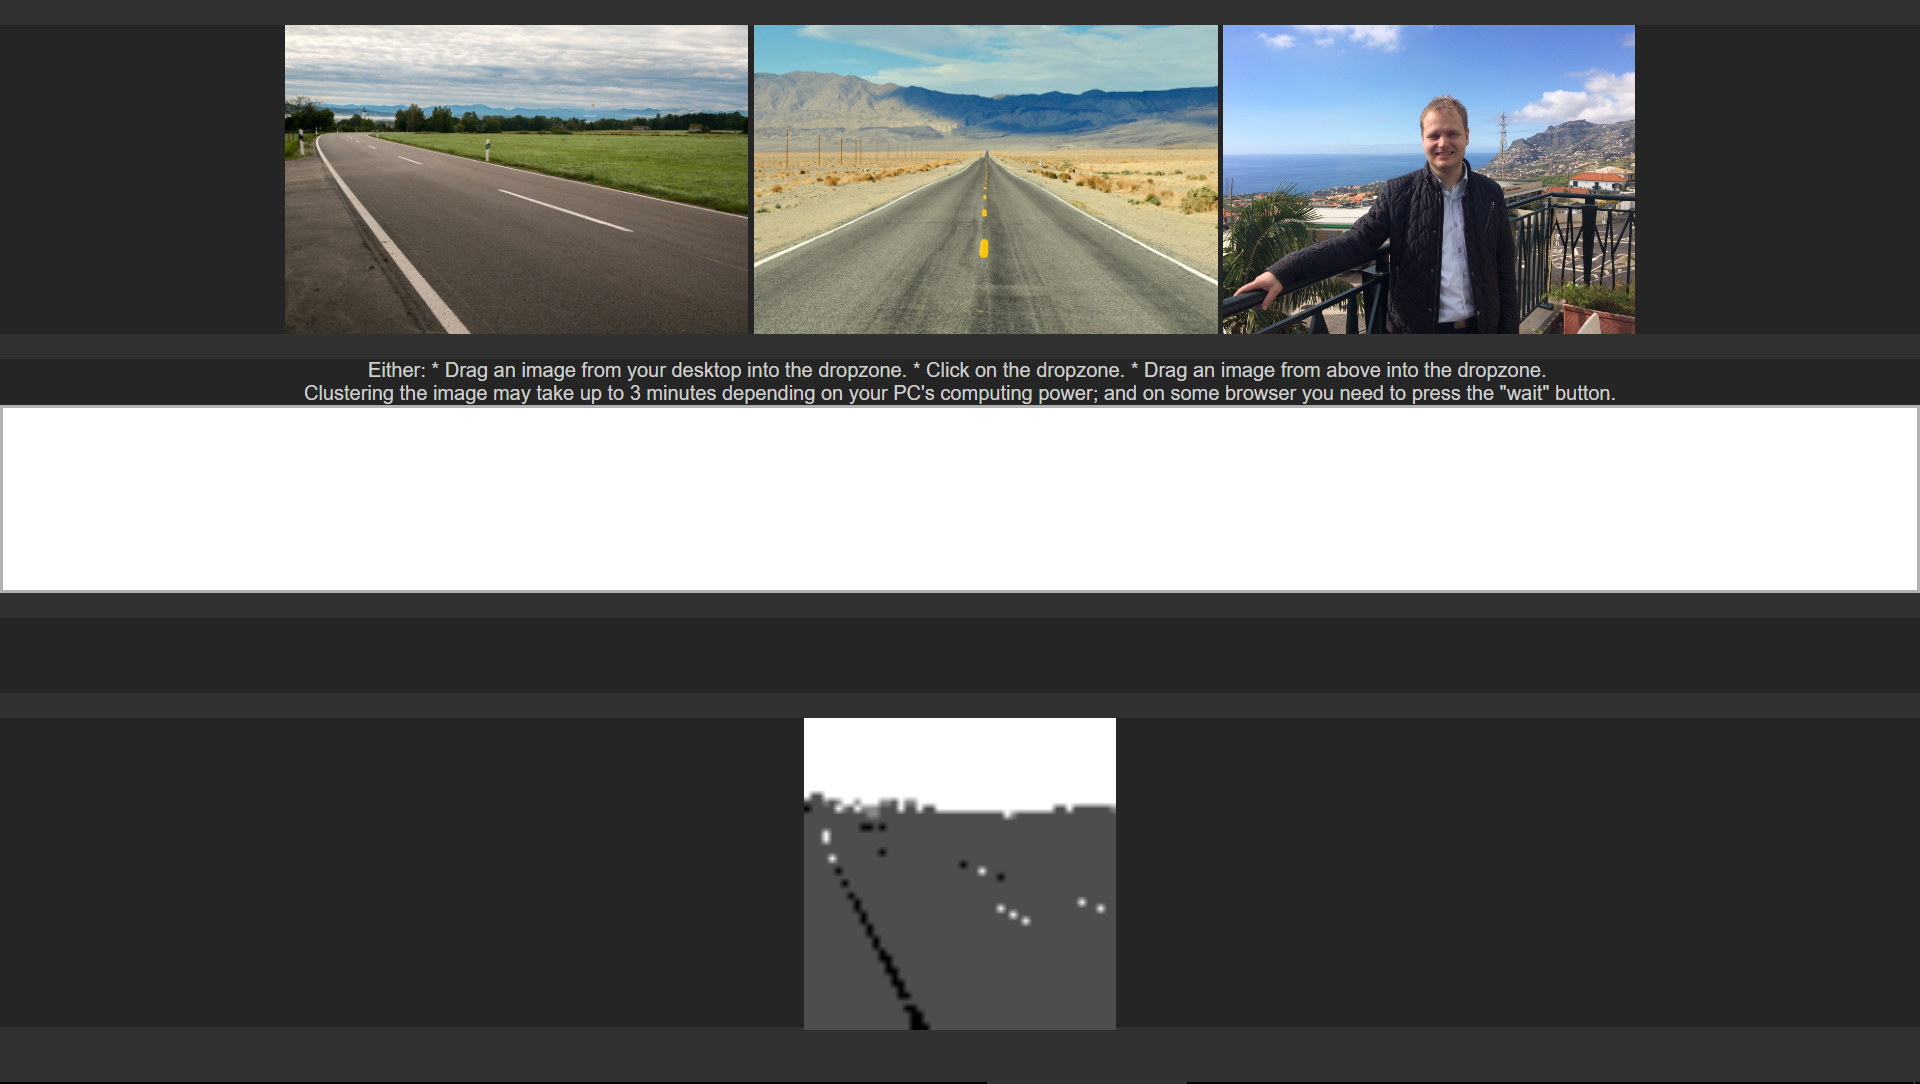 Either: * Drag an image from your desktop into the dropzone. * Click on the dropzone. * Drag an image from above into the dropzone.
Clustering the image may take up to 3 minutes depending on your PC's computing power; and on some browser you need to press the "wait" button.